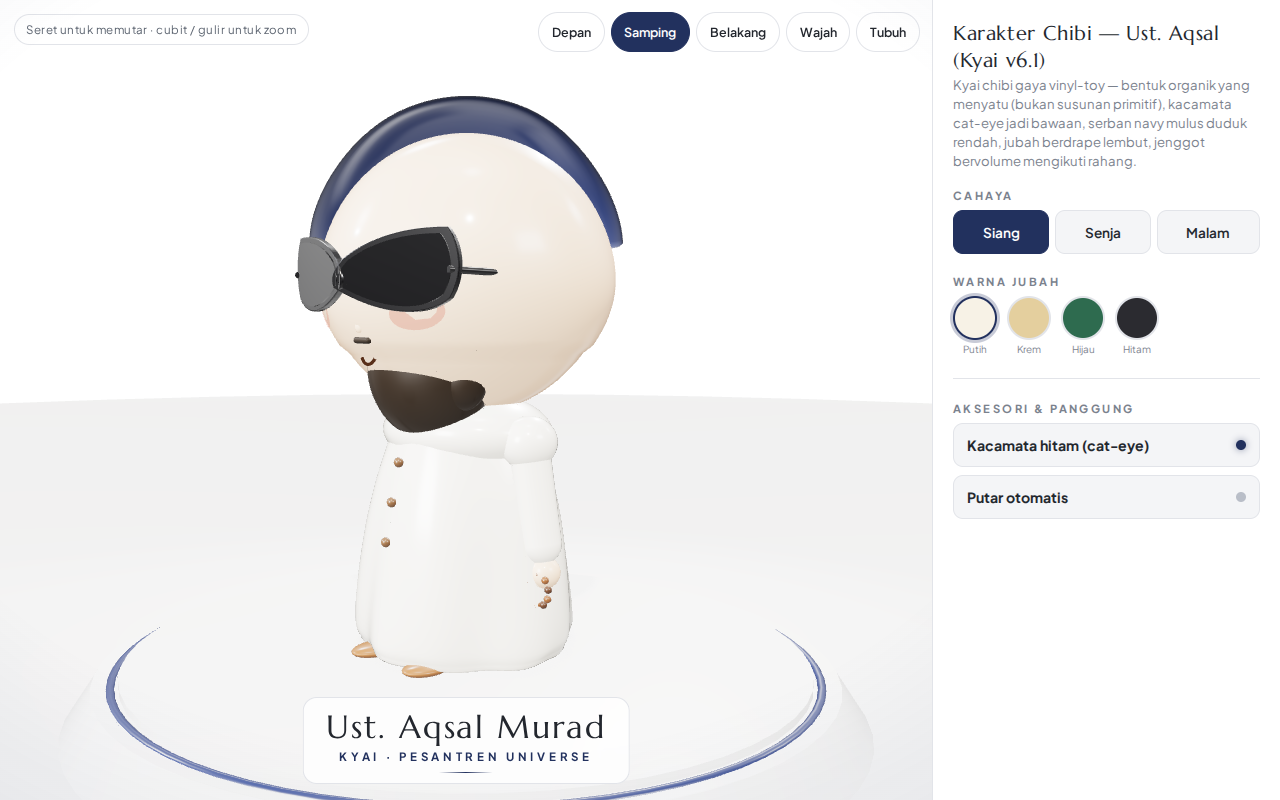 Seret untuk memutar · cubit / gulir untuk zoom
Depan
Samping
Belakang
Wajah
Tubuh
Karakter Chibi — Ust. Aqsal
(Kyai v6.1)
Kyai chibi gaya vinyl-toy — bentuk organik yang
menyatu (bukan susunan primitif), kacamata
cat-eye jadi bawaan, serban navy mulus duduk
rendah, jubah berdrape lembut, jenggot
bervolume mengikuti rahang.
CAHAYA
Siang
Senja
Malam
WARNA JUBAH
Putih
Krem
Hijau
Hitam
AKSESORI & PANGGUNG
Kacamata hitam (cat-eye)
Putar otomatis
Ust. Aqsal Murad
KYAI · PESANTREN UNIVERSE